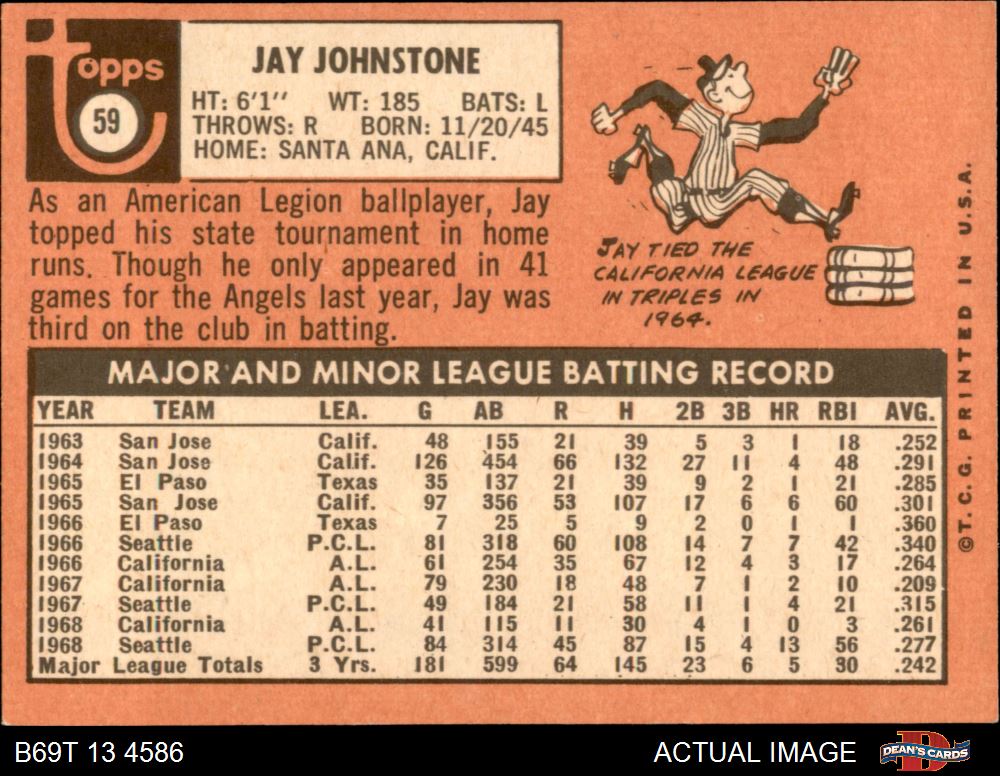 topps
59
JAY JOHNSTONE
HT: 6'1" WT: 185 BATS: L
THROWS: R BORN: 11/20/45
HOME: SANTA ANA, CALIF.
As an American Legion ballplayer, Jay
topped his state tournament in home
runs. Though he only appeared in 41
games for the Angels last year, Jay was
third on the club in batting.
JAY TIED THE
CALIFORNIA LEAGUE
IN TRIPLES IN
1964.
MAJOR AND MINOR LEAGUE BATTING RECORD
YEAR TEAM LEA. G AB R H 2B 3B HR RBI AVG.
1963 San Jose Calif. 48 155 21 39 5 3 1 18 .252
1964 San Jose Calif. 126 454 66 132 27 11 4 48 .291
1965 El Paso Texas 35 137 21 39 9 2 1 21 .285
1965 San Jose Calif. 97 356 53 107 17 6 6 60 .301
1966 El Paso Texas 7 25 5 9 2 0 1 1 .360
1966 Seattle P.C.L. 81 318 60 108 14 7 7 42 .340
1966 California A.L. 61 254 35 67 12 4 3 17 .264
1967 California A.L. 79 230 18 48 7 1 2 10 .209
1967 Seattle P.C.L. 49 184 21 58 11 1 4 21 .315
1968 California A.L. 41 115 11 30 4 1 0 3 .261
1968 Seattle P.C.L. 84 314 45 87 15 4 13 56 .277
Major League Totals 3 Yrs. 181 599 64 145 23 6 5 30 .242
©T.C.G. PRINTED IN U.S.A.
B69T 13 4586
ACTUAL IMAGE
DEAN'S CARDS